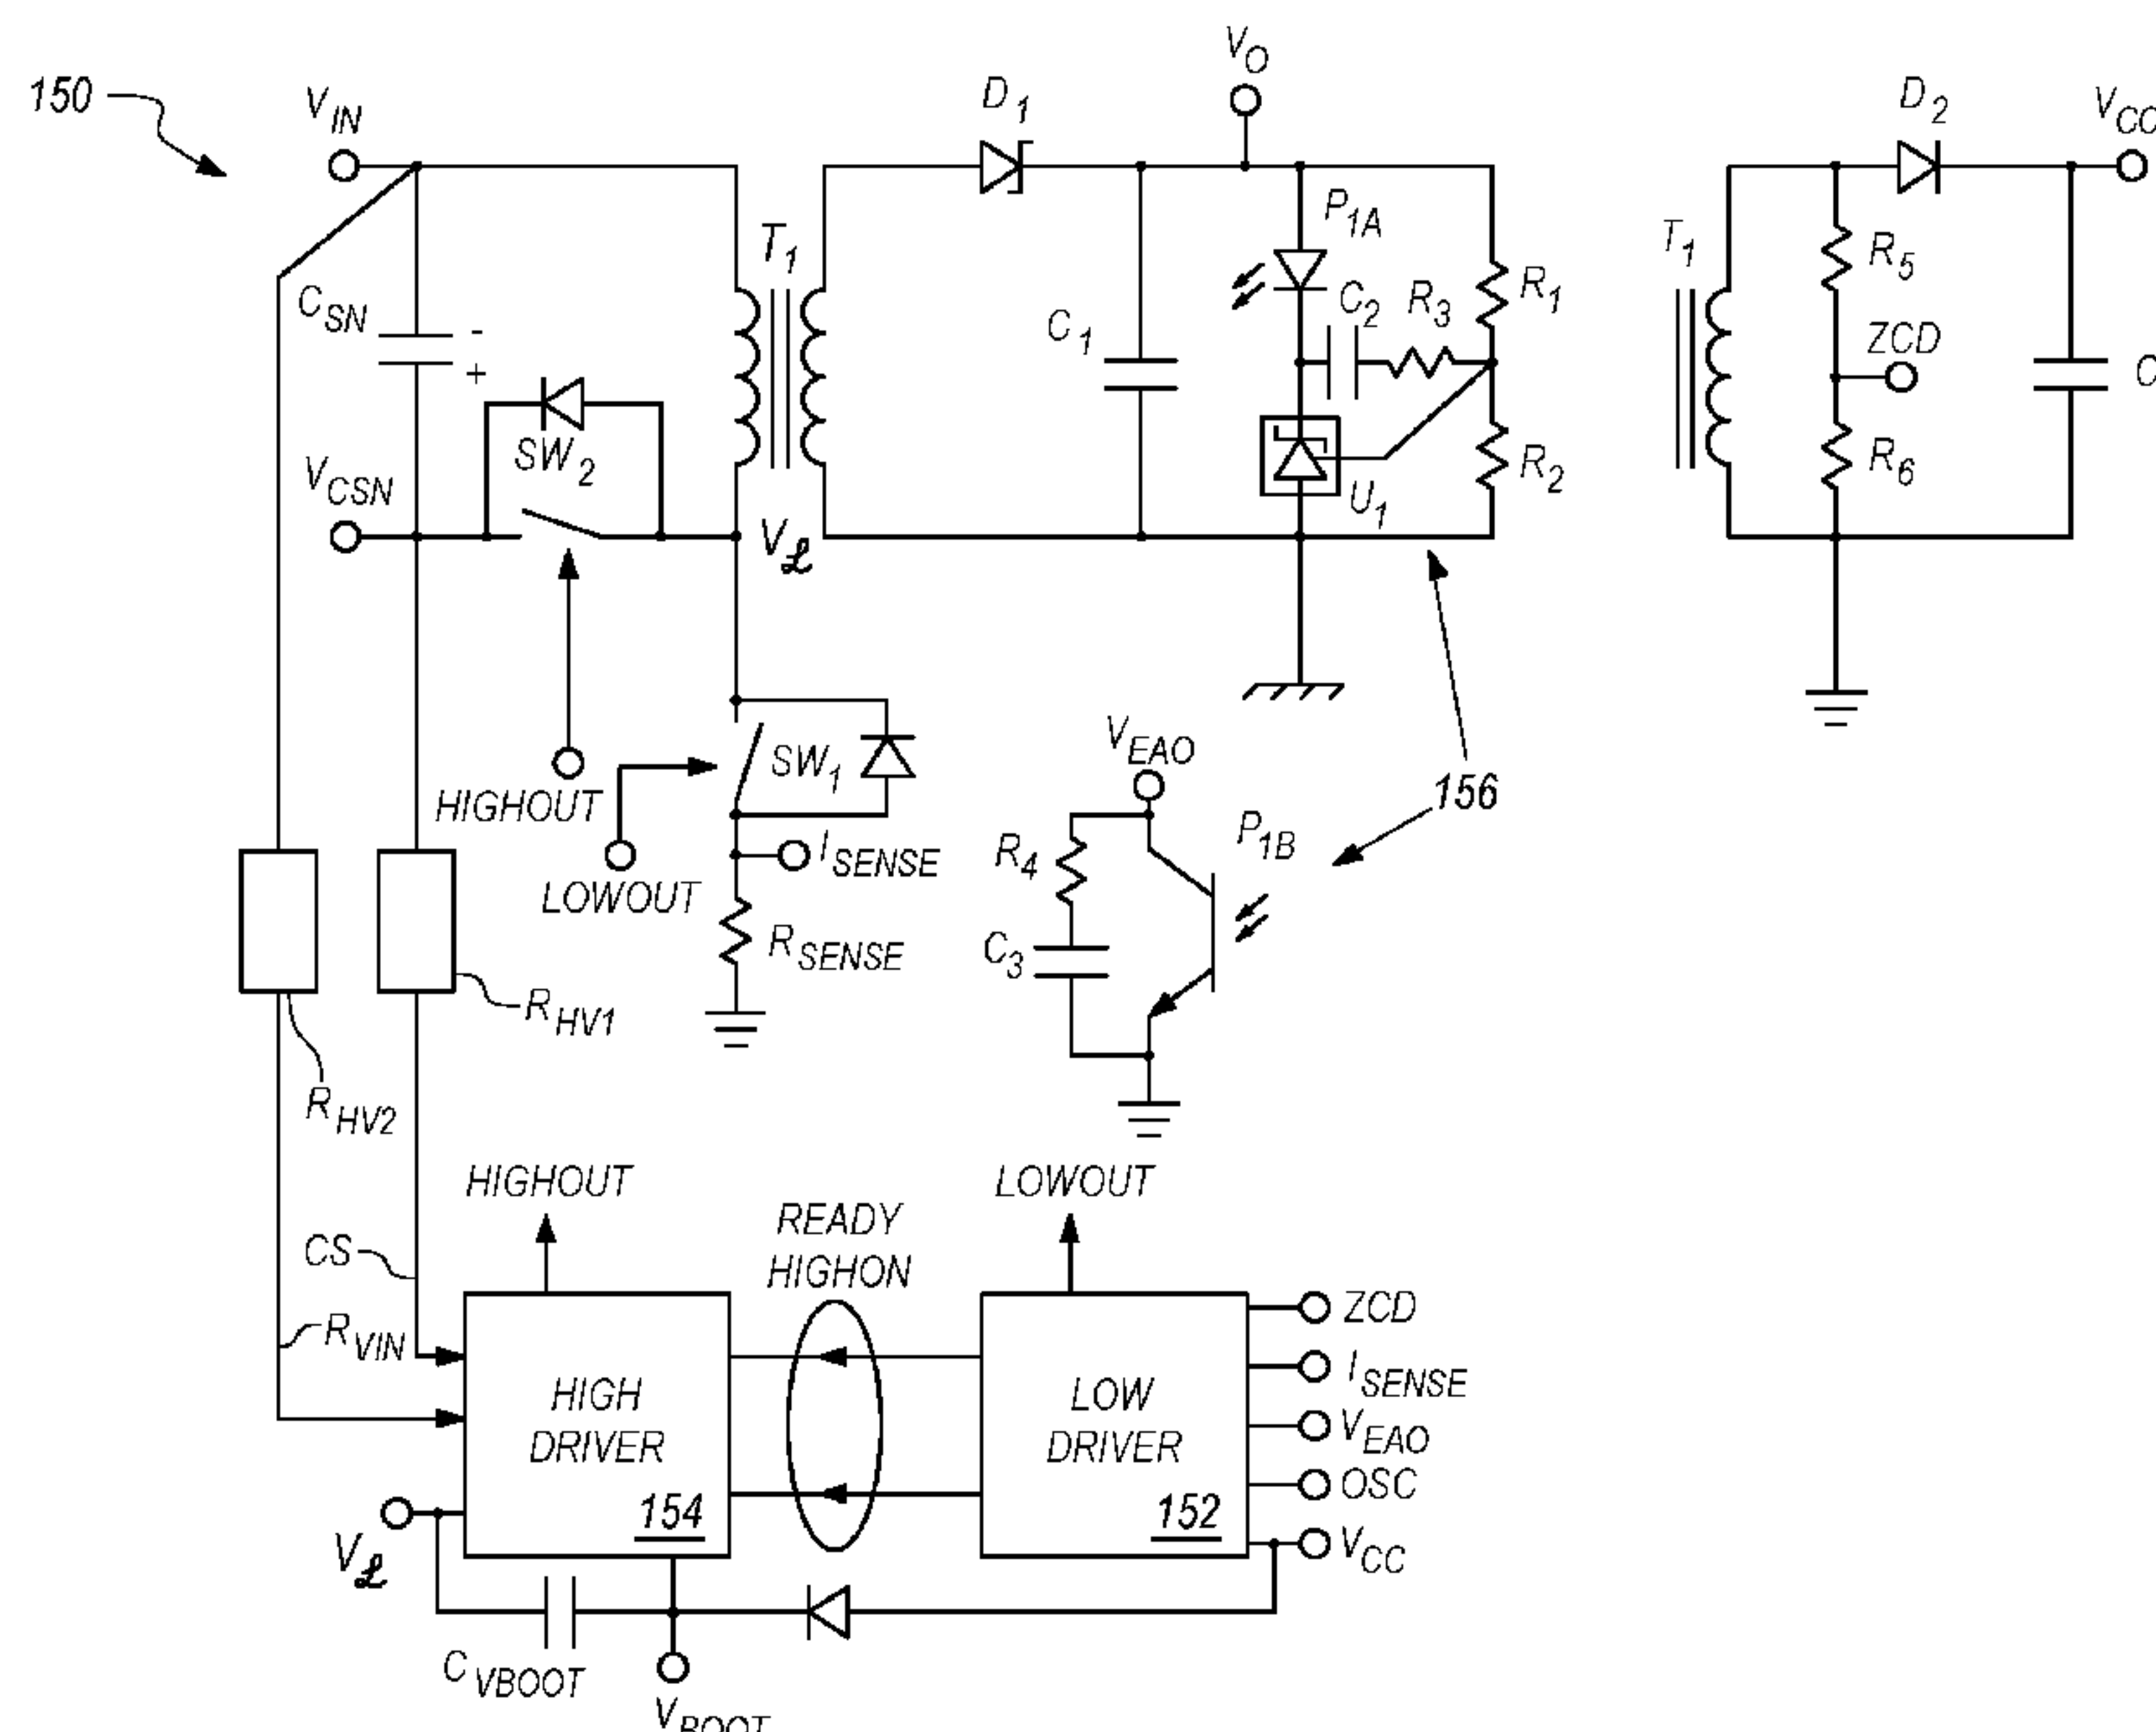 150
V_IN
C_SN
-
+
V_CSN
SW_2
HIGHOUT
LOWOUT
T_1
V_ℒ
SW_1
I_SENSE
R_SENSE
D_1
C_1
V_O
P_1A
C_2
R_3
R_1
R_2
U_1
156
T_1
D_2
R_5
ZCD
R_6
V_CC
C
V_EAO
R_4
C_3
P_1B
R_HV1
R_HV2
CS
R_VIN
HIGHOUT
READY
HIGHON
LOWOUT
HIGH
DRIVER
154
LOW
DRIVER
152
ZCD
I_SENSE
V_EAO
OSC
V_CC
V_ℒ
C_VBOOT
V_BOOT